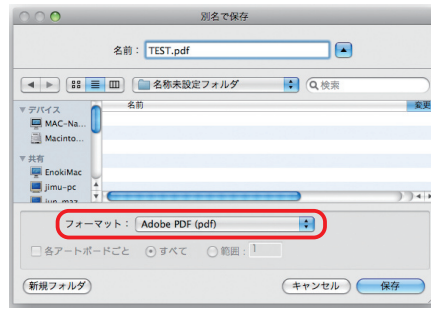 別名で保存
名前： TEST.pdf
名称未設定フォルダ
検索
名前
変更
デバイス
MAC-Na...
Macinto...
共有
EnokiMac
jimu-pc
jun_maz
フォーマット： Adobe PDF (pdf)
各アートボードごと すべて 範囲： 1
新規フォルダ キャンセル 保存